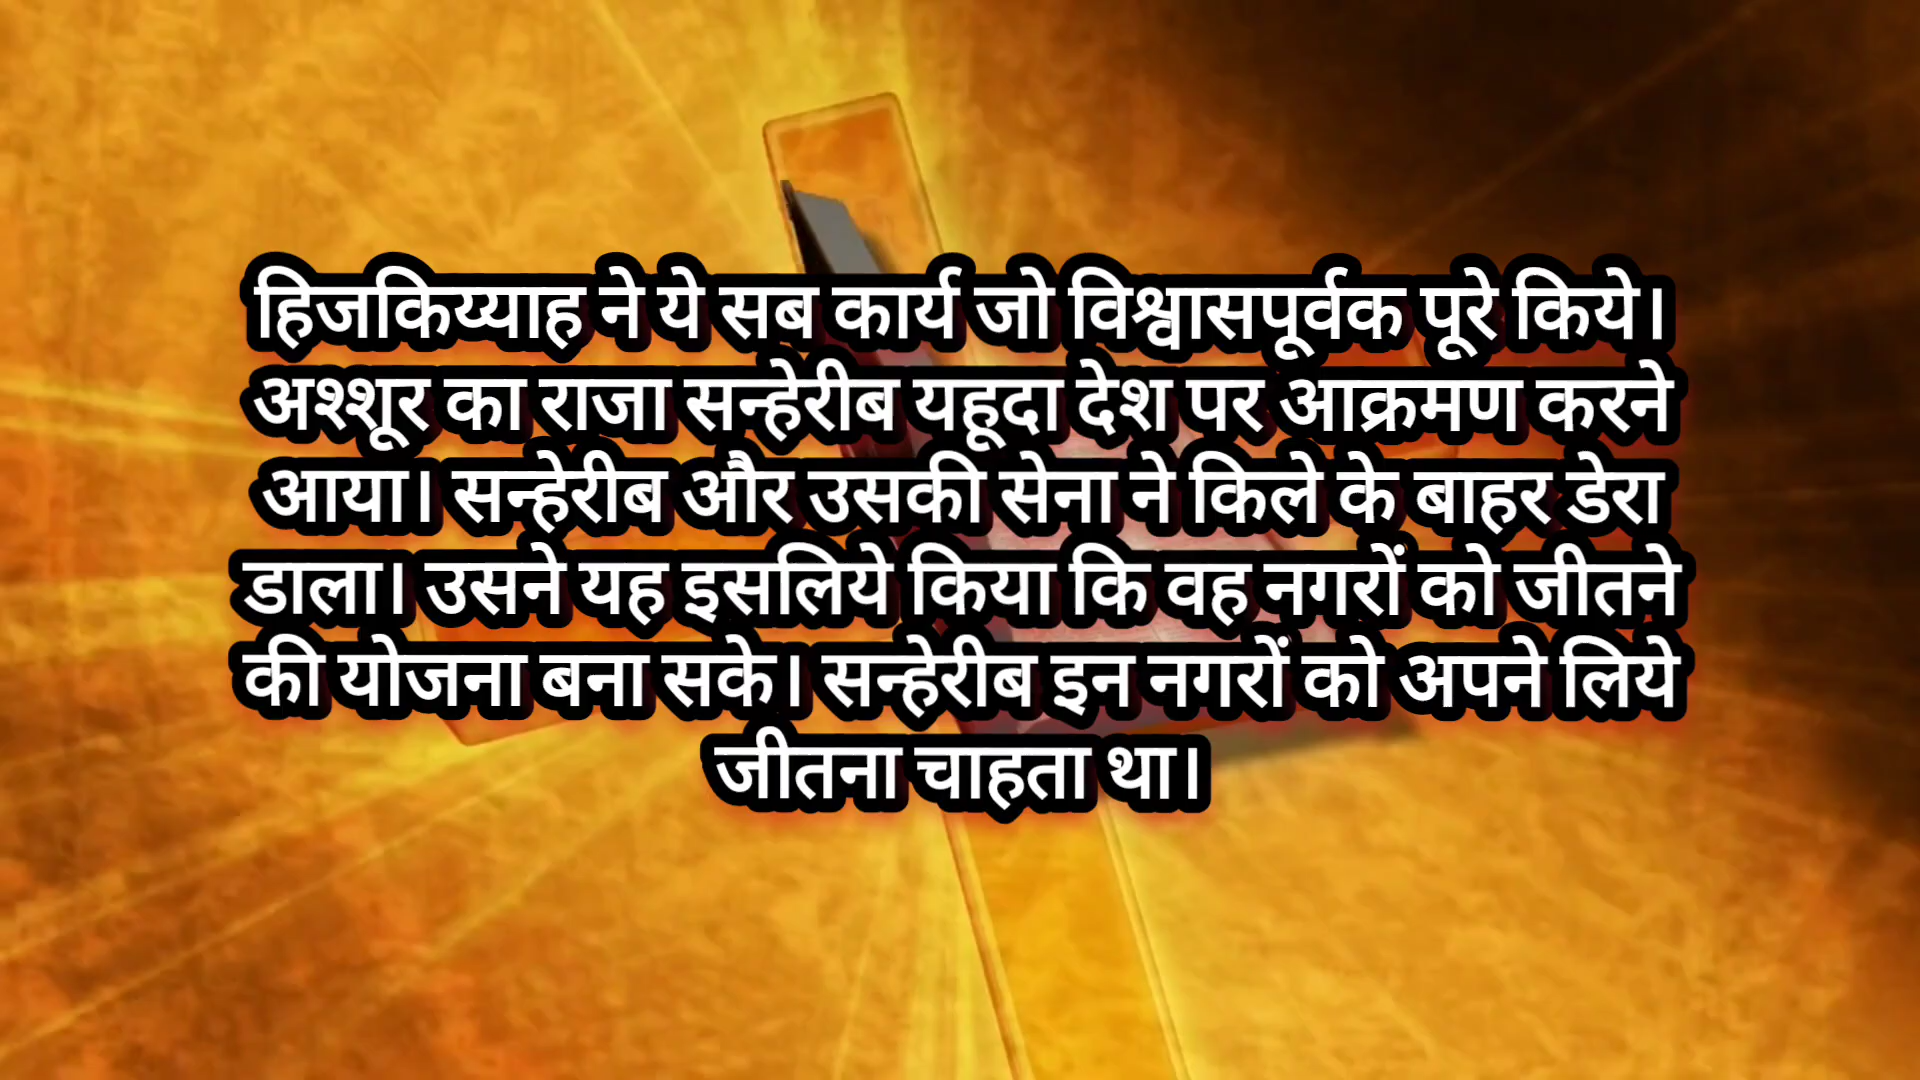 हिजकिय्याह ने ये सब कार्य जो विश्वासपूर्वक पूरे किये।
अश्शूर का राजा सन्हेरीब यहूदा देश पर आक्रमण करने
आया। सन्हेरीब और उसकी सेना ने किले के बाहर डेरा
डाला। उसने यह इसलिये किया कि वह नगरों को जीतने
की योजना बना सके। सन्हेरीब इन नगरों को अपने लिये
जीतना चाहता था।